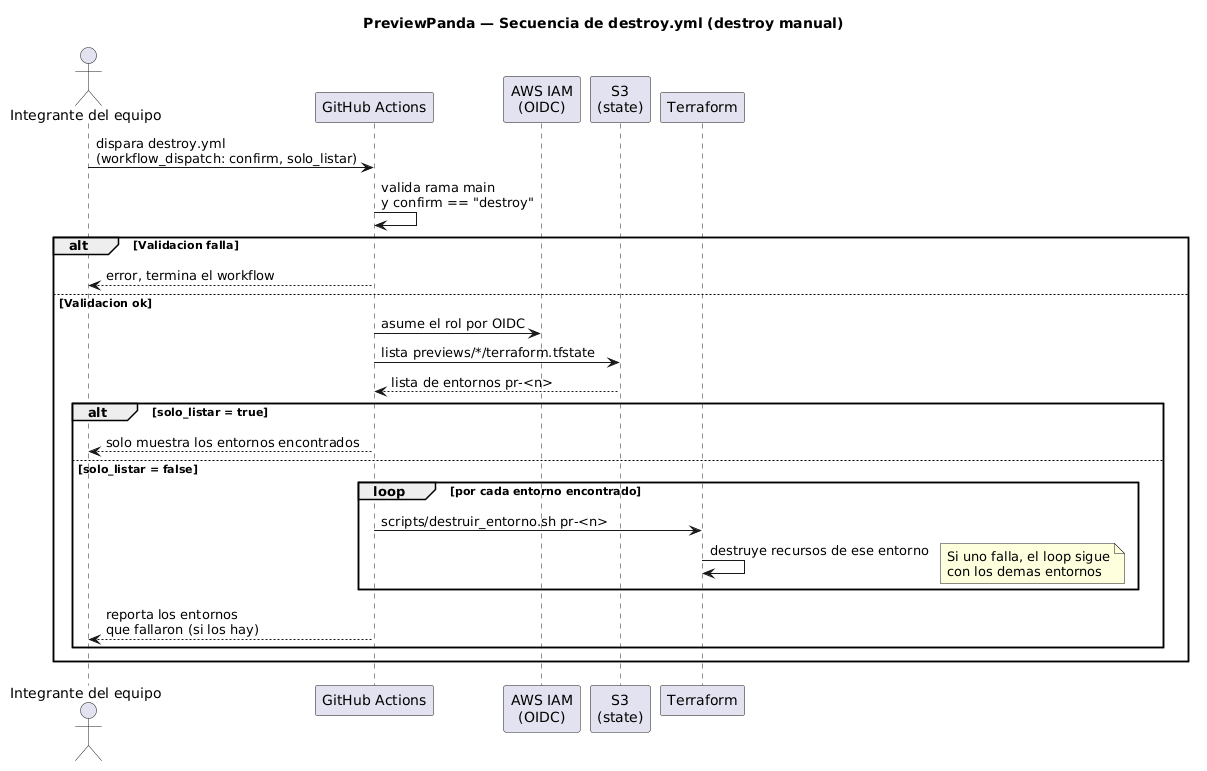 PreviewPanda — Secuencia de destroy.yml (destroy manual)
Integrante del equipo
GitHub Actions
AWS IAM
(OIDC)
S3
(state)
Terraform
dispara destroy.yml
(workflow_dispatch: confirm, solo_listar)
valida rama main
y confirm == "destroy"
alt
[Validacion falla]
error, termina el workflow
[Validacion ok]
asume el rol por OIDC
lista previews/*/terraform.tfstate
lista de entornos pr-<n>
alt
[solo_listar = true]
solo muestra los entornos encontrados
[solo_listar = false]
loop
[por cada entorno encontrado]
scripts/destruir_entorno.sh pr-<n>
destruye recursos de ese entorno
Si uno falla, el loop sigue
con los demas entornos
reporta los entornos
que fallaron (si los hay)
Integrante del equipo
GitHub Actions
AWS IAM
(OIDC)
S3
(state)
Terraform